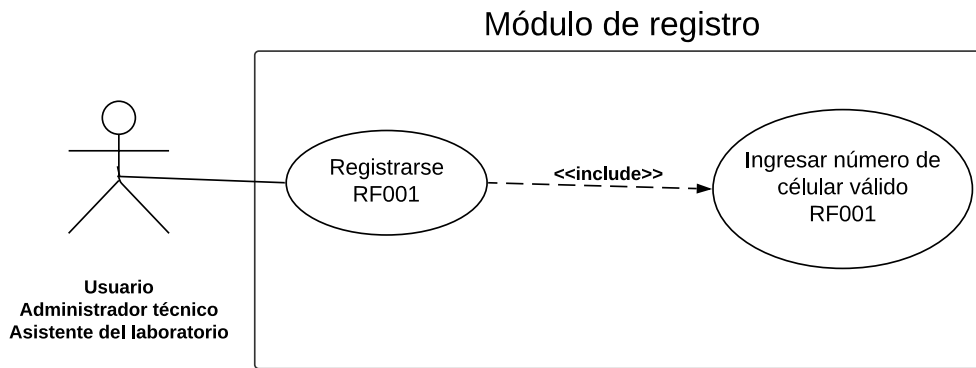 Módulo de registro
Registrarse
RF001
<<include>>
Ingresar número de
célular válido
RF001
Usuario
Administrador técnico
Asistente del laboratorio